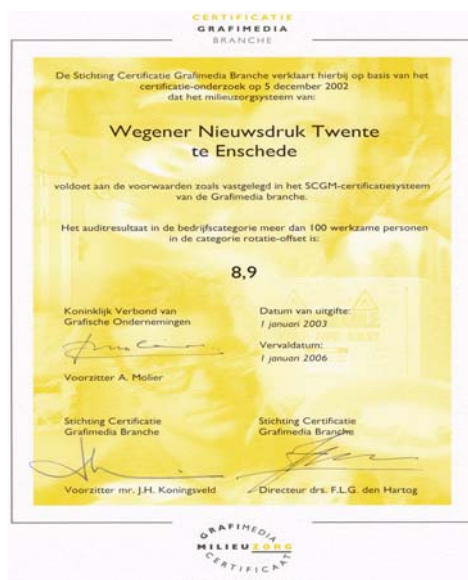 CERTIFICATIE
GRAFIMEDIA
BRANCHE
De Stichting Certificatie Grafimedia Branche verklaart hierbij op basis van het
certificatie-onderzoek op 5 december 2002
dat het milieuzorgsysteem van:
Wegener Nieuwsdruk Twente
te Enschede
voldoet aan de voorwaarden zoals vastgelegd in het SCGM-certificatiesysteem
van de Grafimedia branche.
Het auditresultaat in de bedrijfscategorie meer dan 100 werkzame personen
in de categorie rotatie-offset is:
8,9
Koninklijk Verbond van
Grafische Ondernemingen
Voorzitter A. Molier
Datum van uitgifte:
1 januari 2003
Vervaldatum:
1 januari 2006
Stichting Certificatie
Grafimedia Branche
Voorzitter mr. J.H. Koningsveld
Stichting Certificatie
Grafimedia Branche
Directeur drs. F.L.G. den Hartog
GRAFIMEDIA
MILIEUZORG
CERTIFICAAT